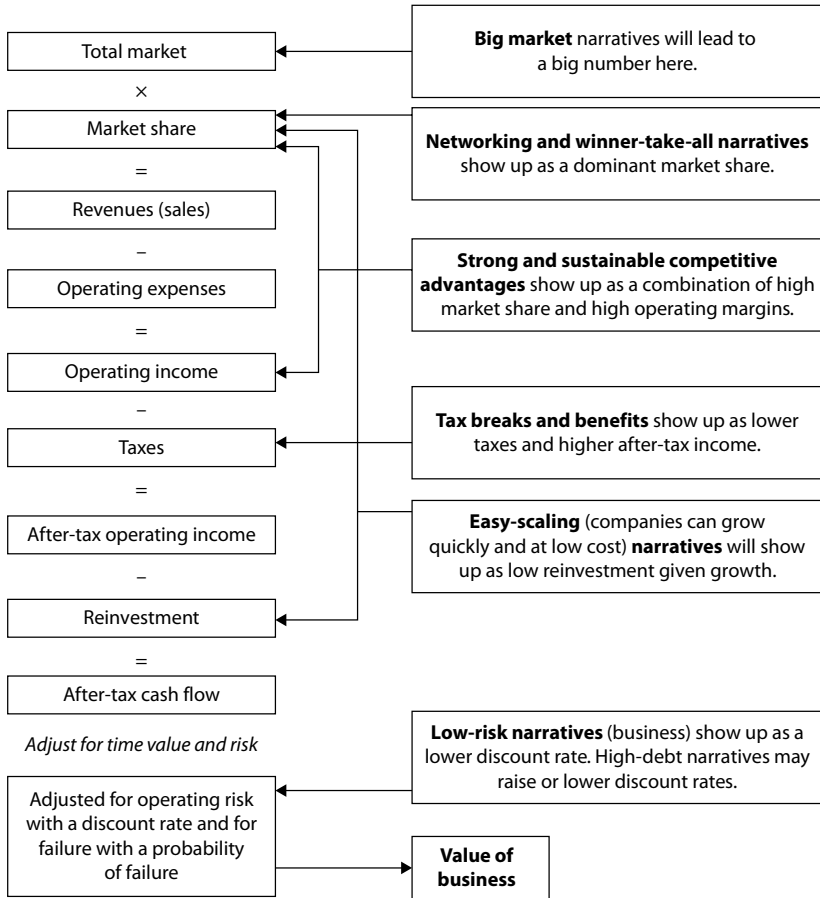 Total market
×
Market share
=
Revenues (sales)
–
Operating expenses
=
Operating income
–
Taxes
=
After-tax operating income
–
Reinvestment
=
After-tax cash flow
Adjust for time value and risk
Adjusted for operating risk
with a discount rate and for
failure with a probability
of failure
Big market narratives will lead to
a big number here.
Networking and winner-take-all narratives
show up as a dominant market share.
Strong and sustainable competitive
advantages show up as a combination of high
market share and high operating margins.
Tax breaks and benefits show up as lower
taxes and higher after-tax income.
Easy-scaling (companies can grow
quickly and at low cost) narratives will show
up as low reinvestment given growth.
Low-risk narratives (business) show up as a
lower discount rate. High-debt narratives may
raise or lower discount rates.
Value of
business